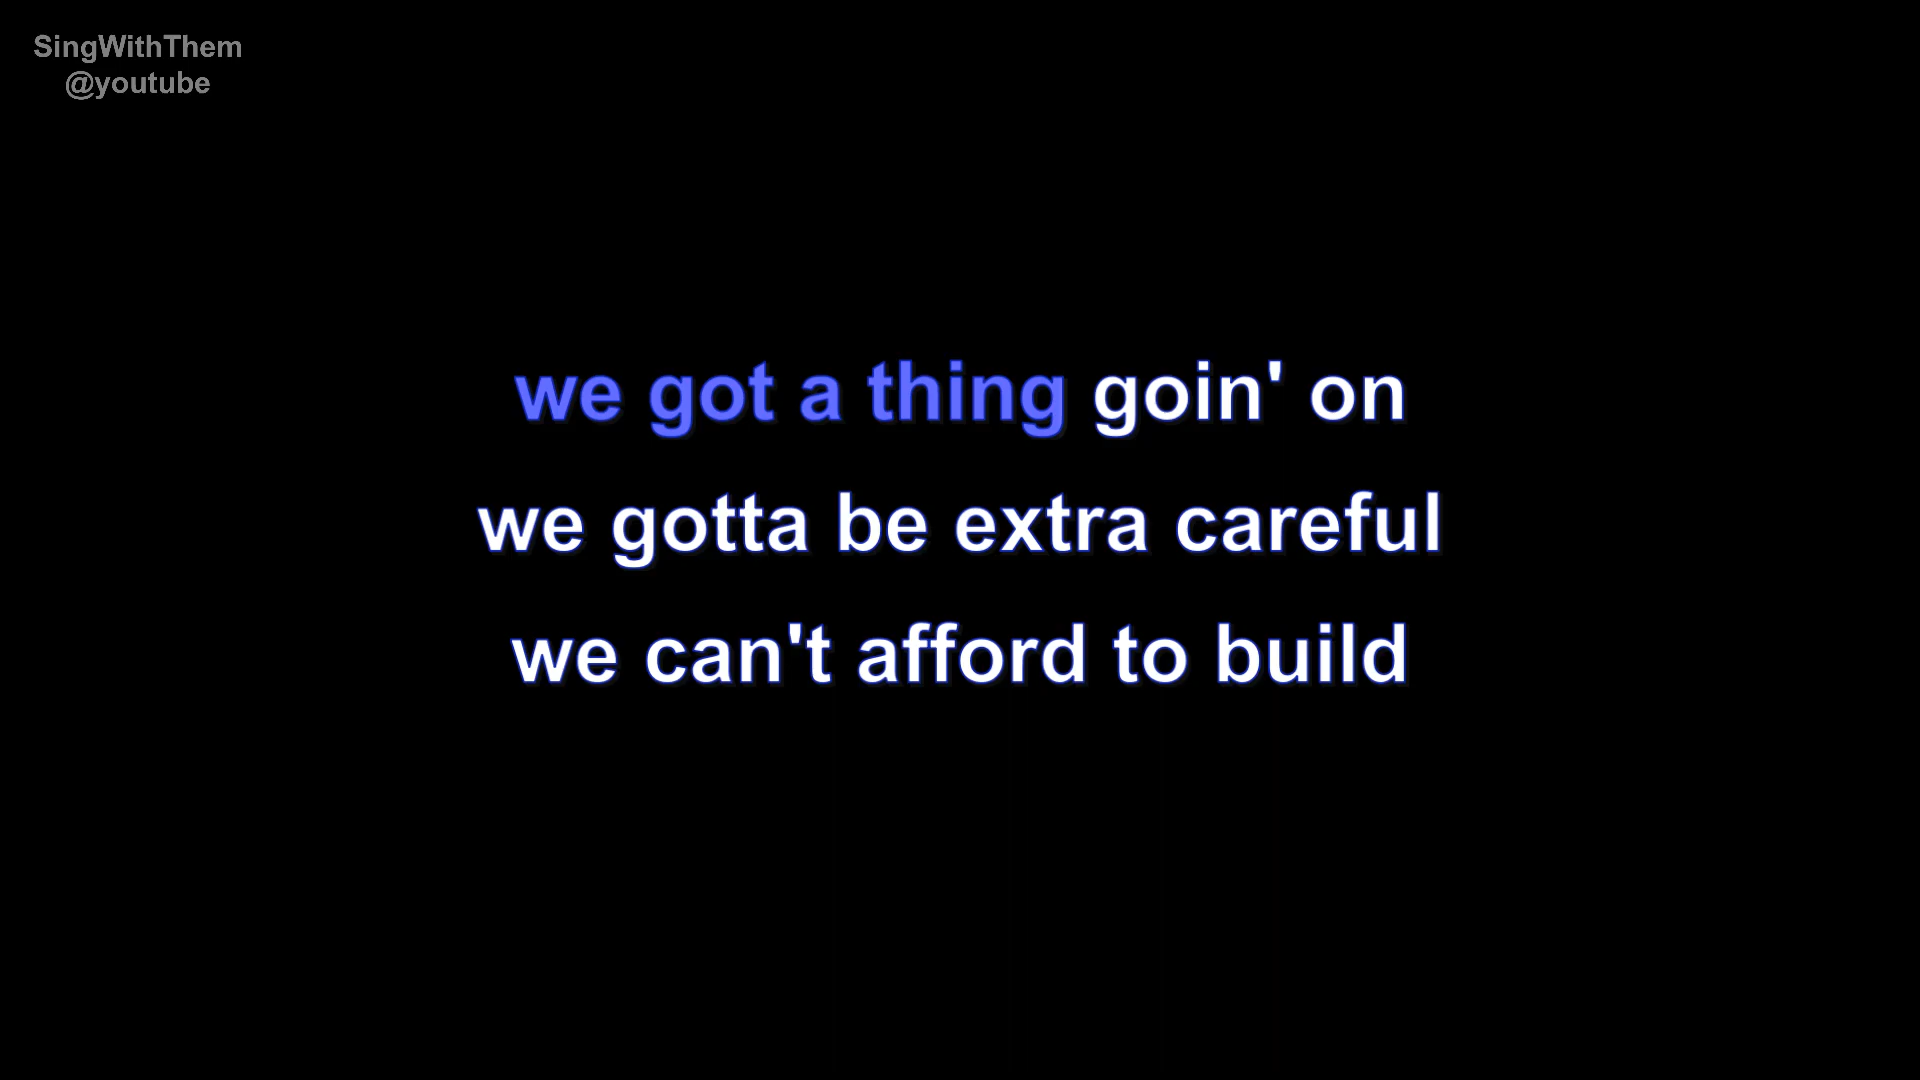 SingWithThem
@youtube
we got a thing goin' on
we gotta be extra careful
we can't afford to build